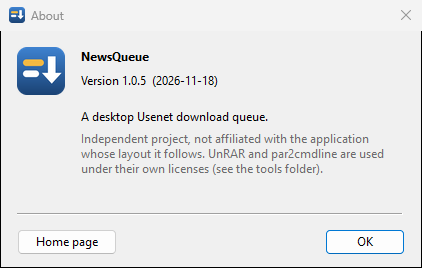 About
NewsQueue
Version 1.0.5 (2026-11-18)
A desktop Usenet download queue.
Independent project, not affiliated with the application
whose layout it follows. UnRAR and par2cmdline are used
under their own licenses (see the tools folder).
Home page
OK